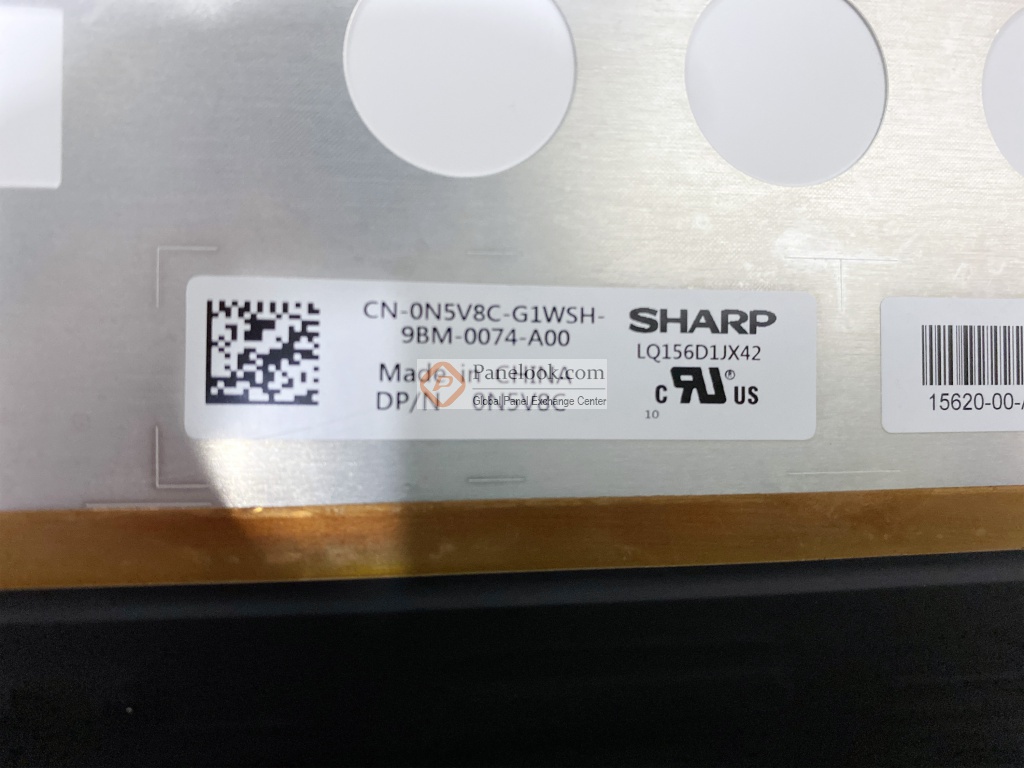 CN-0N5V8C-G1WSH-
9BM-0074-A00
Made in CHINA
DP/N 0N5V8C
SHARP
LQ156D1JX42
C RU® US
10
Panelook.com
Global Panel Exchange Center
15620-00-